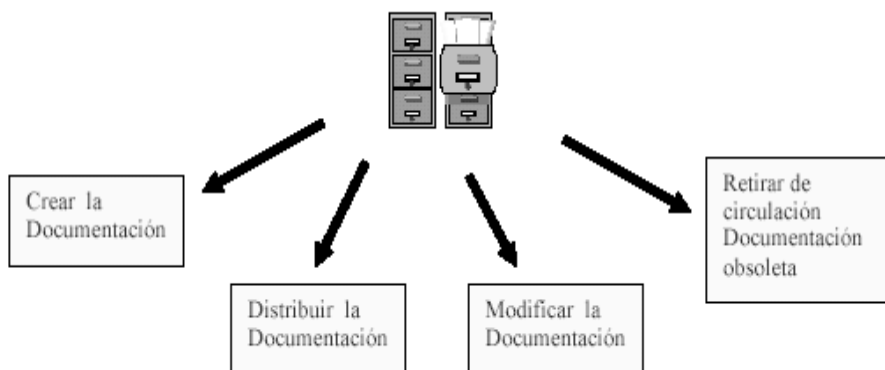 Crear la
Documentación
Distribuir la
Documentación
Modificar la
Documentación
Retirar de
circulación
Documentación
obsoleta